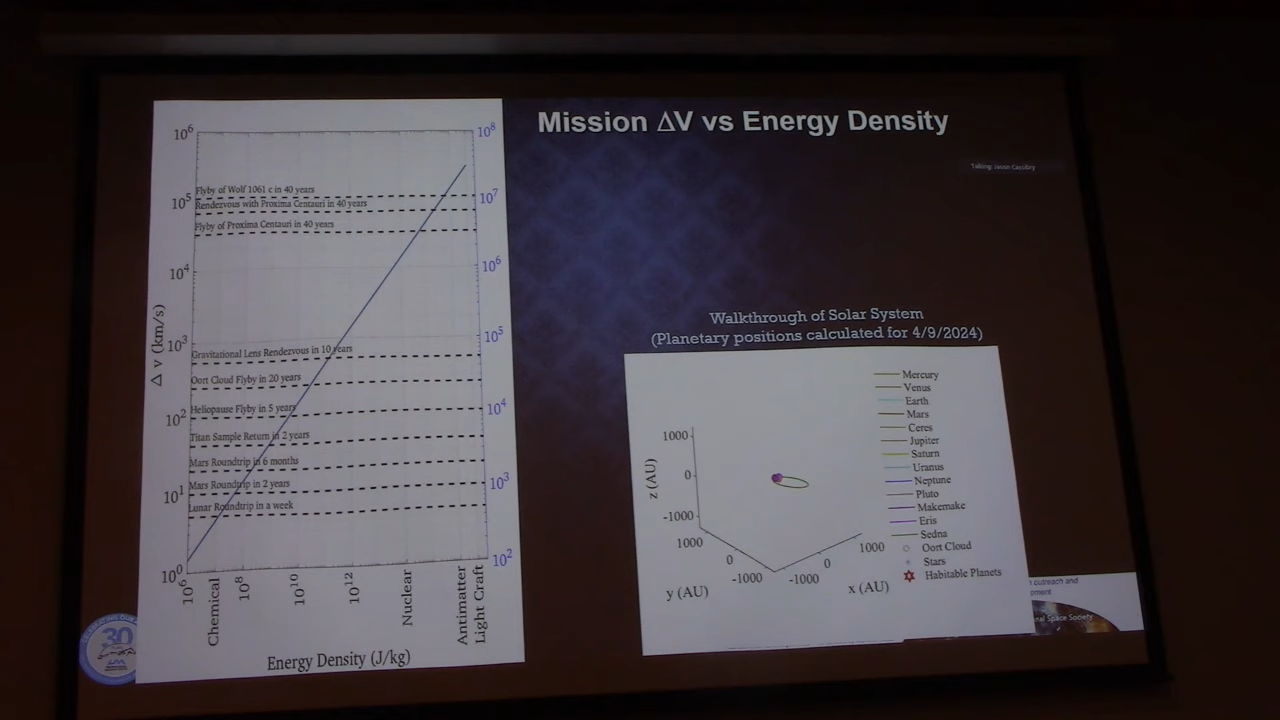 Mission ΔV vs Energy Density
Talking: Jason Cassibry
10⁶
10⁵
10⁴
10³
10²
10¹
10⁰
Δ v (km/s)
Flyby of Wolf 1061 c in 40 years
Rendezvous with Proxima Centauri in 40 years
Flyby of Proxima Centauri in 40 years
Gravitational Lens Rendezvous in 10 years
Oort Cloud Flyby in 20 years
Heliopause Flyby in 5 years
Titan Sample Return in 2 years
Mars Roundtrip in 6 months
Mars Roundtrip in 2 years
Lunar Roundtrip in a week
10⁸
10⁷
10⁶
10⁵
10⁴
10³
10²
10⁶
Chemical
10⁸
10¹⁰
10¹²
Nuclear
Antimatter
Light Craft
Energy Density (J/kg)
Walkthrough of Solar System
(Planetary positions calculated for 4/9/2024)
1000
0
-1000
z (AU)
1000
0
-1000
y (AU)
-1000
0
1000
x (AU)
Mercury
Venus
Earth
Mars
Ceres
Jupiter
Saturn
Uranus
Neptune
Pluto
Makemake
Eris
Sedna
Oort Cloud
Stars
Habitable Planets
outreach and
Space Society
30